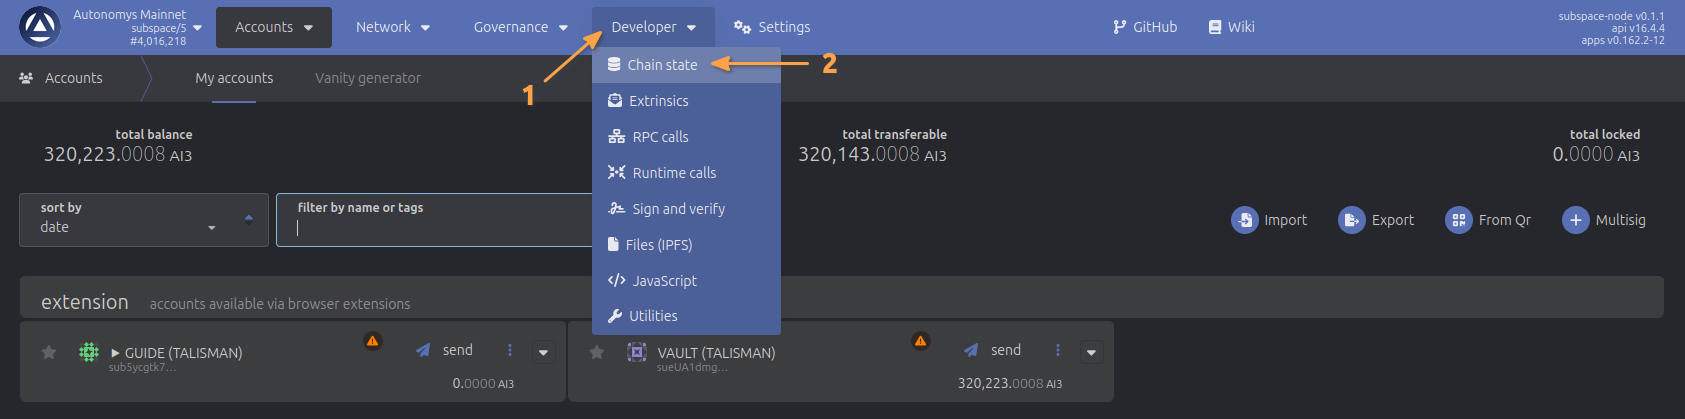 Autonomys Mainnet
subspace/5
#4,016,218
Accounts
Network
Governance
Developer
Settings
GitHub
Wiki
subspace-node v0.1.1
api v16.4.4
apps v0.162.2-12
Accounts
My accounts
Vanity generator
1
2
Chain state
Extrinsics
RPC calls
Runtime calls
Sign and verify
Files (IPFS)
JavaScript
Utilities
total balance
320,223.0008 AI3
total transferable
320,143.0008 AI3
total locked
0.0000 AI3
sort by
date
filter by name or tags
Import
Export
From Qr
Multisig
extension accounts available via browser extensions
GUIDE (TALISMAN)
sub5ycgtk7...
send
0.0000 AI3
VAULT (TALISMAN)
sueUA1dmg...
send
320,223.0008 AI3